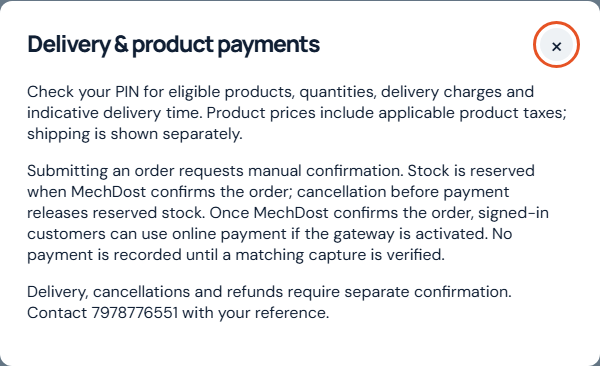 Delivery & product payments
×
Check your PIN for eligible products, quantities, delivery charges and
indicative delivery time. Product prices include applicable product taxes;
shipping is shown separately.
Submitting an order requests manual confirmation. Stock is reserved
when MechDost confirms the order; cancellation before payment
releases reserved stock. Once MechDost confirms the order, signed-in
customers can use online payment if the gateway is activated. No
payment is recorded until a matching capture is verified.
Delivery, cancellations and refunds require separate confirmation.
Contact 7978776551 with your reference.